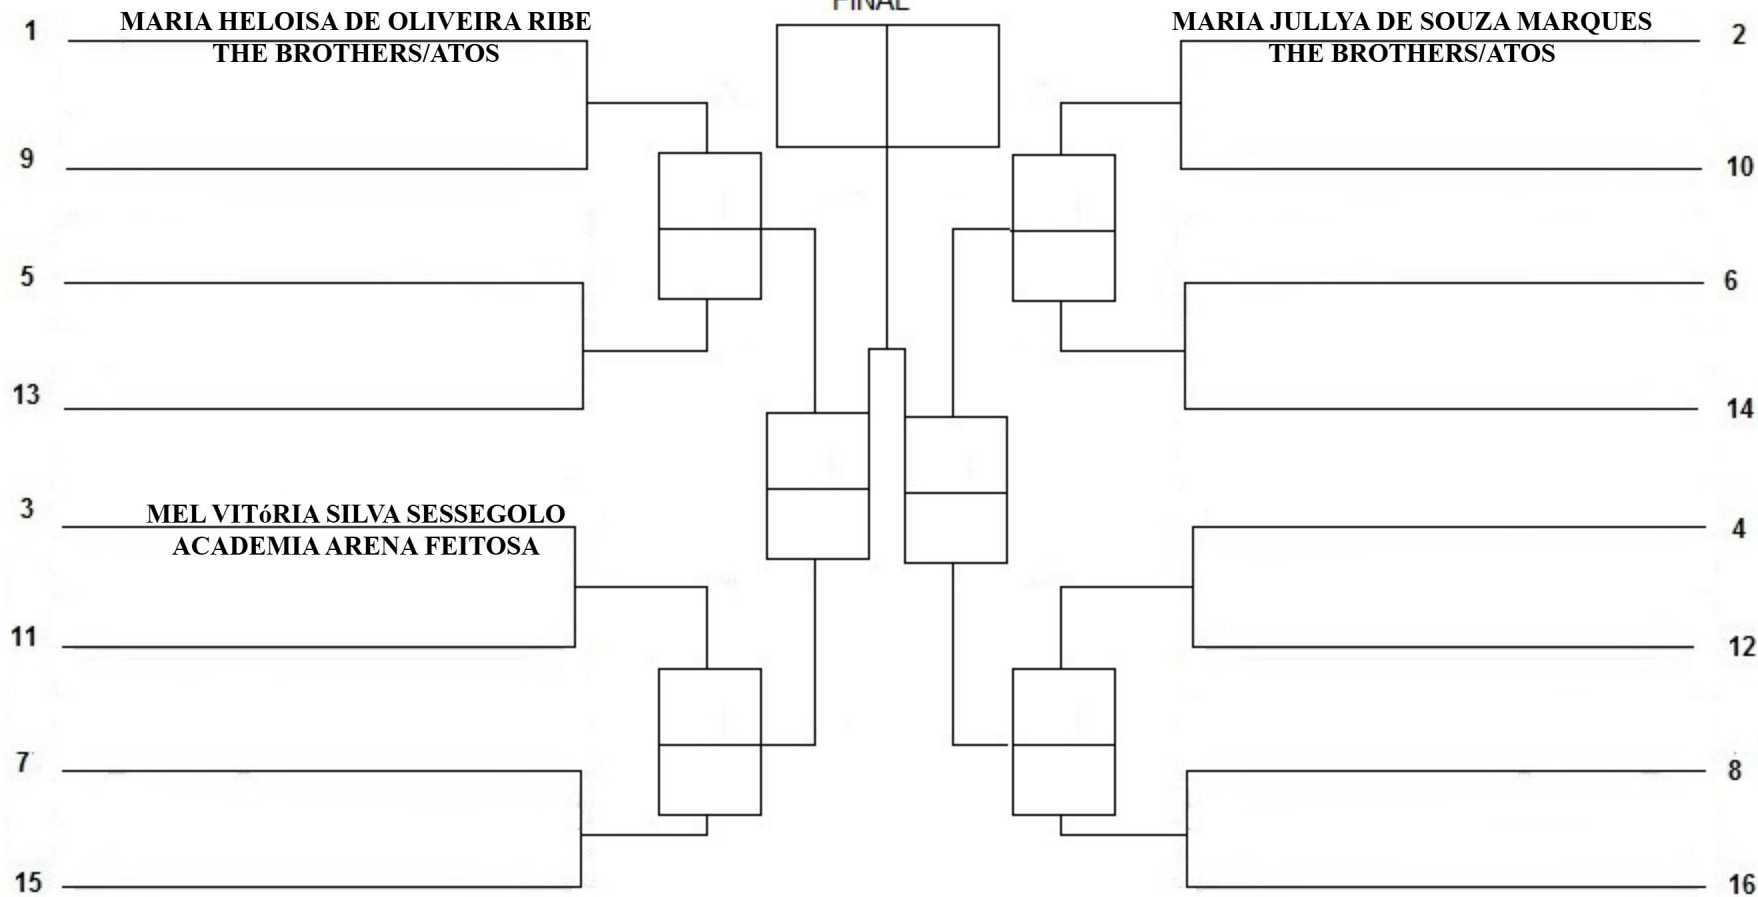 FINAL
1
MARIA HELOISA DE OLIVEIRA RIBE
THE BROTHERS/ATOS
9
5
13
3
MEL VITóRIA SILVA SESSEGOLO
ACADEMIA ARENA FEITOSA
11
7
15
MARIA JULLYA DE SOUZA MARQUES
THE BROTHERS/ATOS
2
10
6
14
4
12
8
16